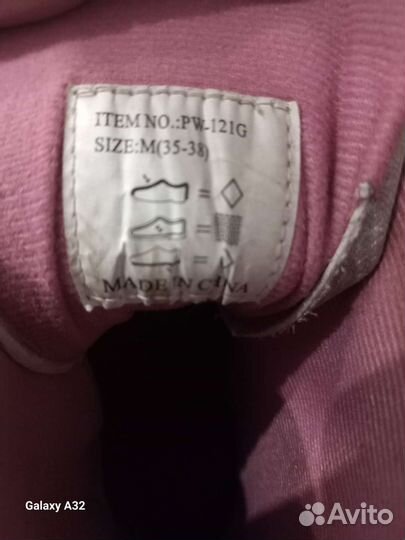 ITEM NO.:PW-121G
SIZE:M(35-38)
=
=
=
MADE IN CHINA
Galaxy A32
Avito